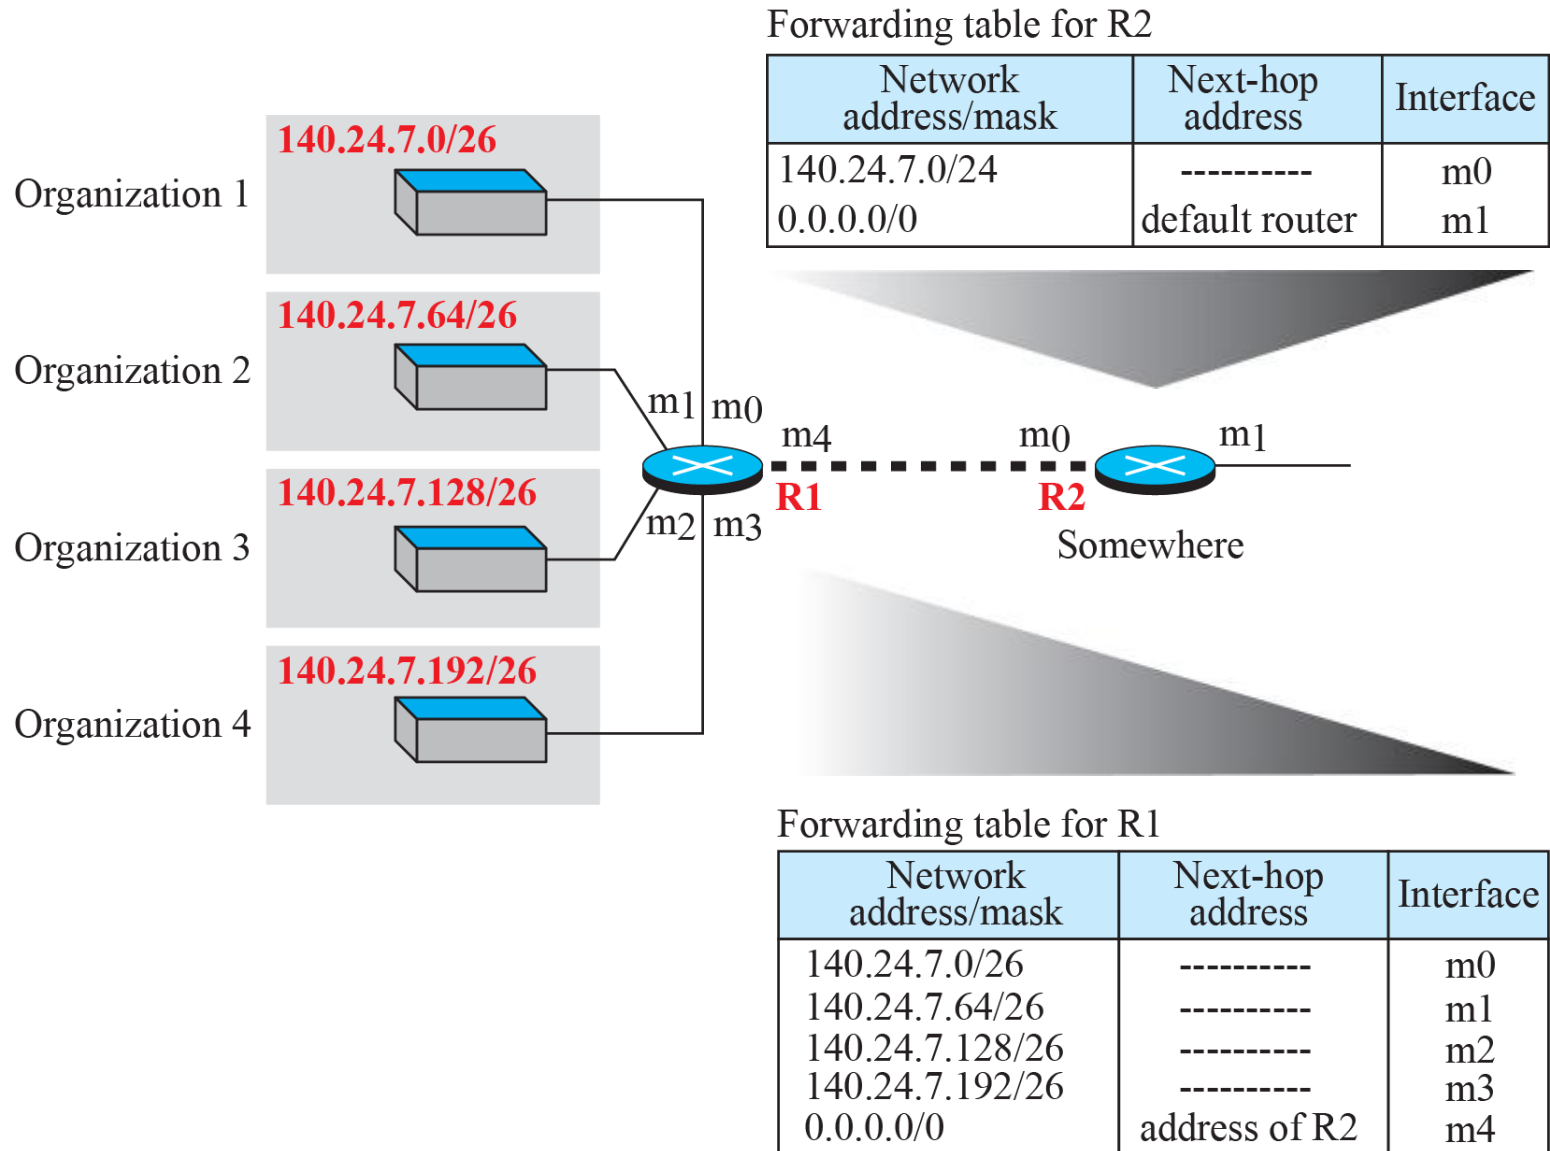 Forwarding table for R2
Network address/mask Next-hop address Interface
140.24.7.0/24 ---------- m0
0.0.0.0/0 default router m1
Organization 1
140.24.7.0/26
Organization 2
140.24.7.64/26
Organization 3
140.24.7.128/26
Organization 4
140.24.7.192/26
m1 m0
m4 m0 m1
R1 R2
m2 m3
Somewhere
Forwarding table for R1
Network address/mask Next-hop address Interface
140.24.7.0/26 ---------- m0
140.24.7.64/26 ---------- m1
140.24.7.128/26 ---------- m2
140.24.7.192/26 ---------- m3
0.0.0.0/0 address of R2 m4